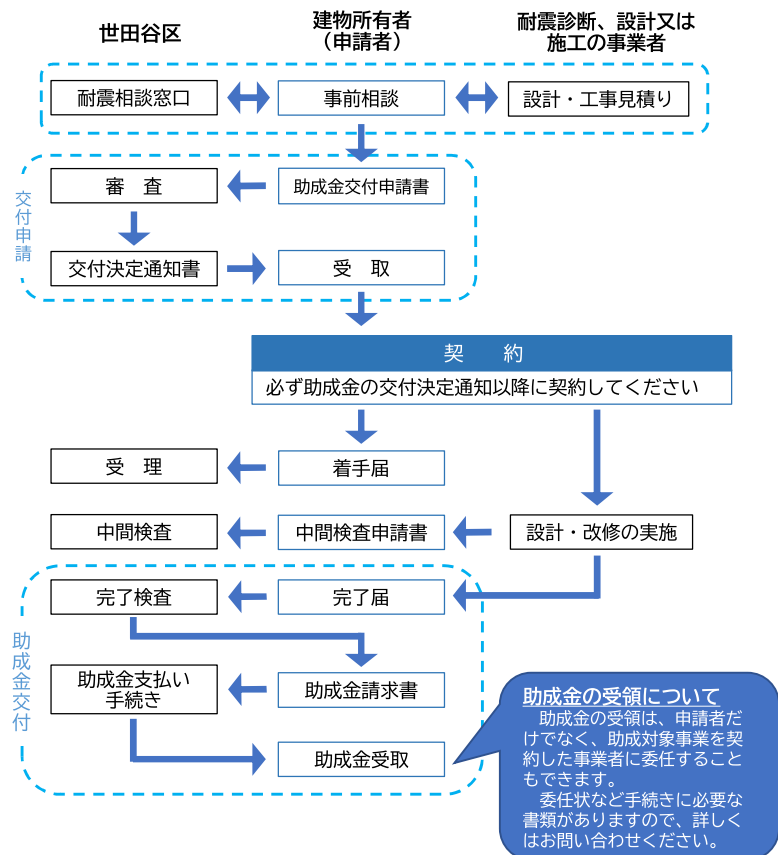 世田谷区
建物所有者
（申請者）
耐震診断、設計又は
施工の事業者
耐震相談窓口
事前相談
設計・工事見積り
交付申請
審　査
助成金交付申請書
交付決定通知書
受　取
契　　約
必ず助成金の交付決定通知以降に契約してください
受　理
着手届
中間検査
中間検査申請書
設計・改修の実施
助成金交付
完了検査
完了届
助成金支払い
手続き
助成金請求書
助成金受取
助成金の受領について
　助成金の受領は、申請者だ
けでなく、助成対象事業を契
約した事業者に委任すること
もできます。
　委任状など手続きに必要な
書類がありますので、詳しく
はお問い合わせください。